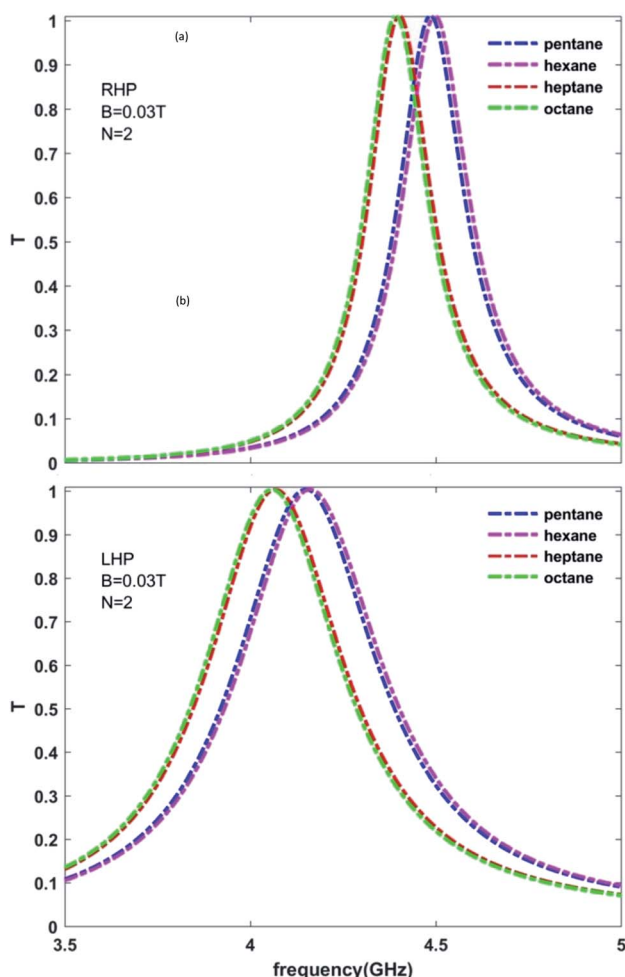 (a)
RHP
B=0.03T
N=2
pentane
hexane
heptane
octane
1
0.9
0.8
0.7
0.6
0.5
0.4
0.3
0.2
0.1
0
T
(b)
LHP
B=0.03T
N=2
pentane
hexane
heptane
octane
1
0.9
0.8
0.7
0.6
0.5
0.4
0.3
0.2
0.1
0
T
3.5 4 4.5 5
frequency(GHz)